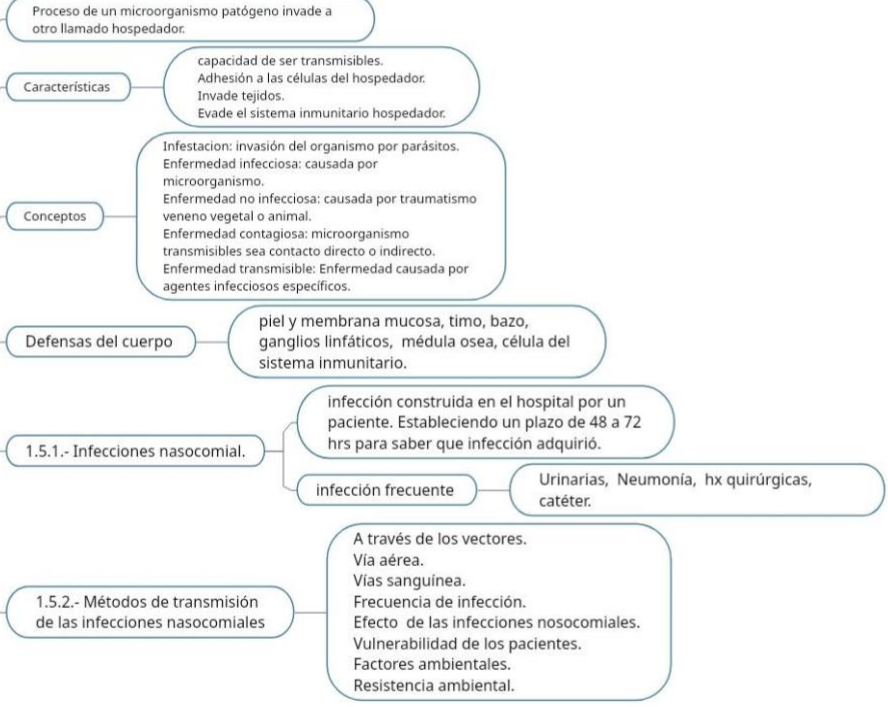 Proceso de un microorganismo patógeno invade a
otro llamado hospedador.
Características
capacidad de ser transmisibles.
Adhesión a las células del hospedador.
Invade tejidos.
Evade el sistema inmunitario hospedador.
Conceptos
Infestacion: invasión del organismo por parásitos.
Enfermedad infecciosa: causada por
microorganismo.
Enfermedad no infecciosa: causada por traumatismo
veneno vegetal o animal.
Enfermedad contagiosa: microorganismo
transmisibles sea contacto directo o indirecto.
Enfermedad transmisible: Enfermedad causada por
agentes infecciosos específicos.
Defensas del cuerpo
piel y membrana mucosa, timo, bazo,
ganglios linfáticos, médula osea, célula del
sistema inmunitario.
1.5.1.- Infecciones nasocomial.
infección construida en el hospital por un
paciente. Estableciendo un plazo de 48 a 72
hrs para saber que infección adquirió.
infección frecuente
Urinarias, Neumonía, hx quirúrgicas,
catéter.
1.5.2.- Métodos de transmisión
de las infecciones nasocomiales
A través de los vectores.
Vía aérea.
Vías sanguínea.
Frecuencia de infección.
Efecto de las infecciones nosocomiales.
Vulnerabilidad de los pacientes.
Factores ambientales.
Resistencia ambiental.